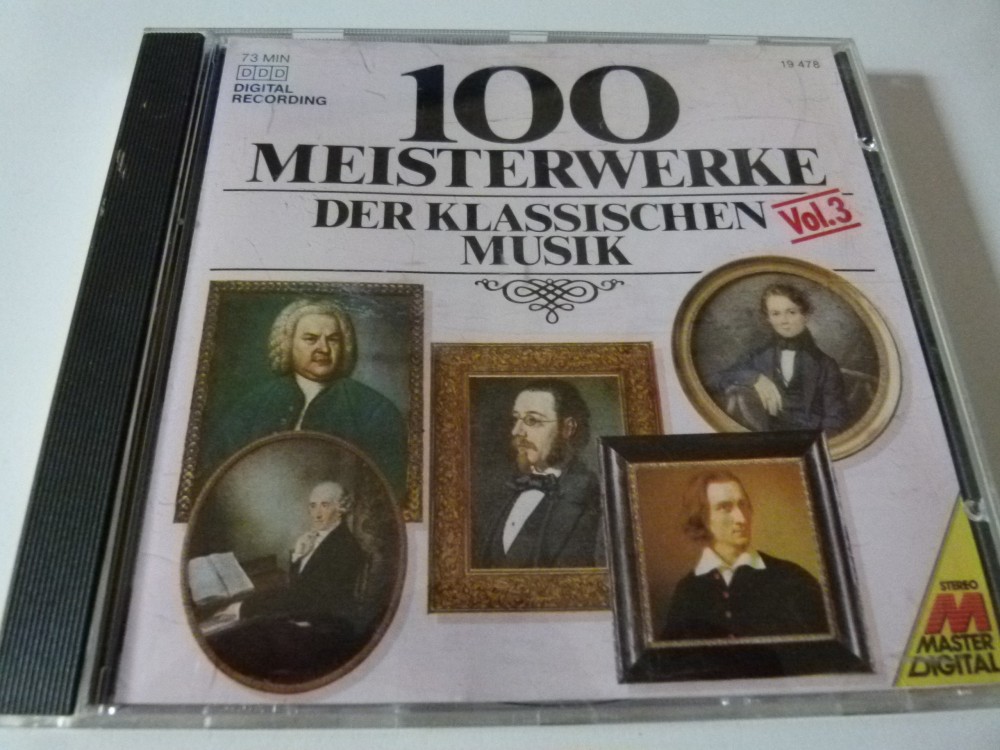 73 MIN
DDD
DIGITAL
RECORDING
19 478
100
MEISTERWERKE
DER KLASSISCHEN
Vol.3
MUSIK
STEREO
M
MASTER
DIGITAL